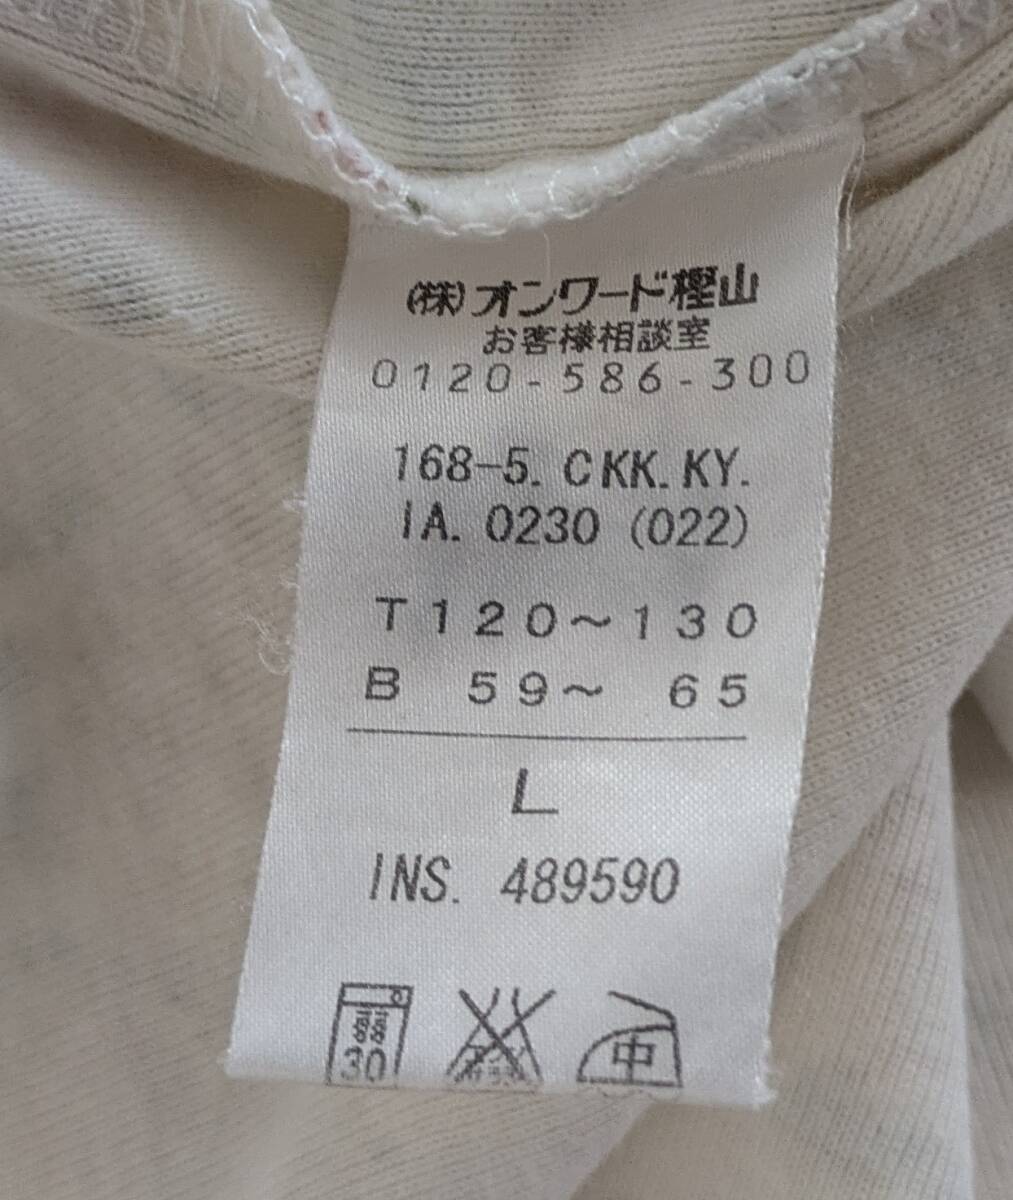 (株)オンワード樫山
お客様相談室
0120-586-300
168-5. CKK. KY.
IA. 0230 (022)
T 120〜130
B 59〜 65
L
INS. 489590
30
中